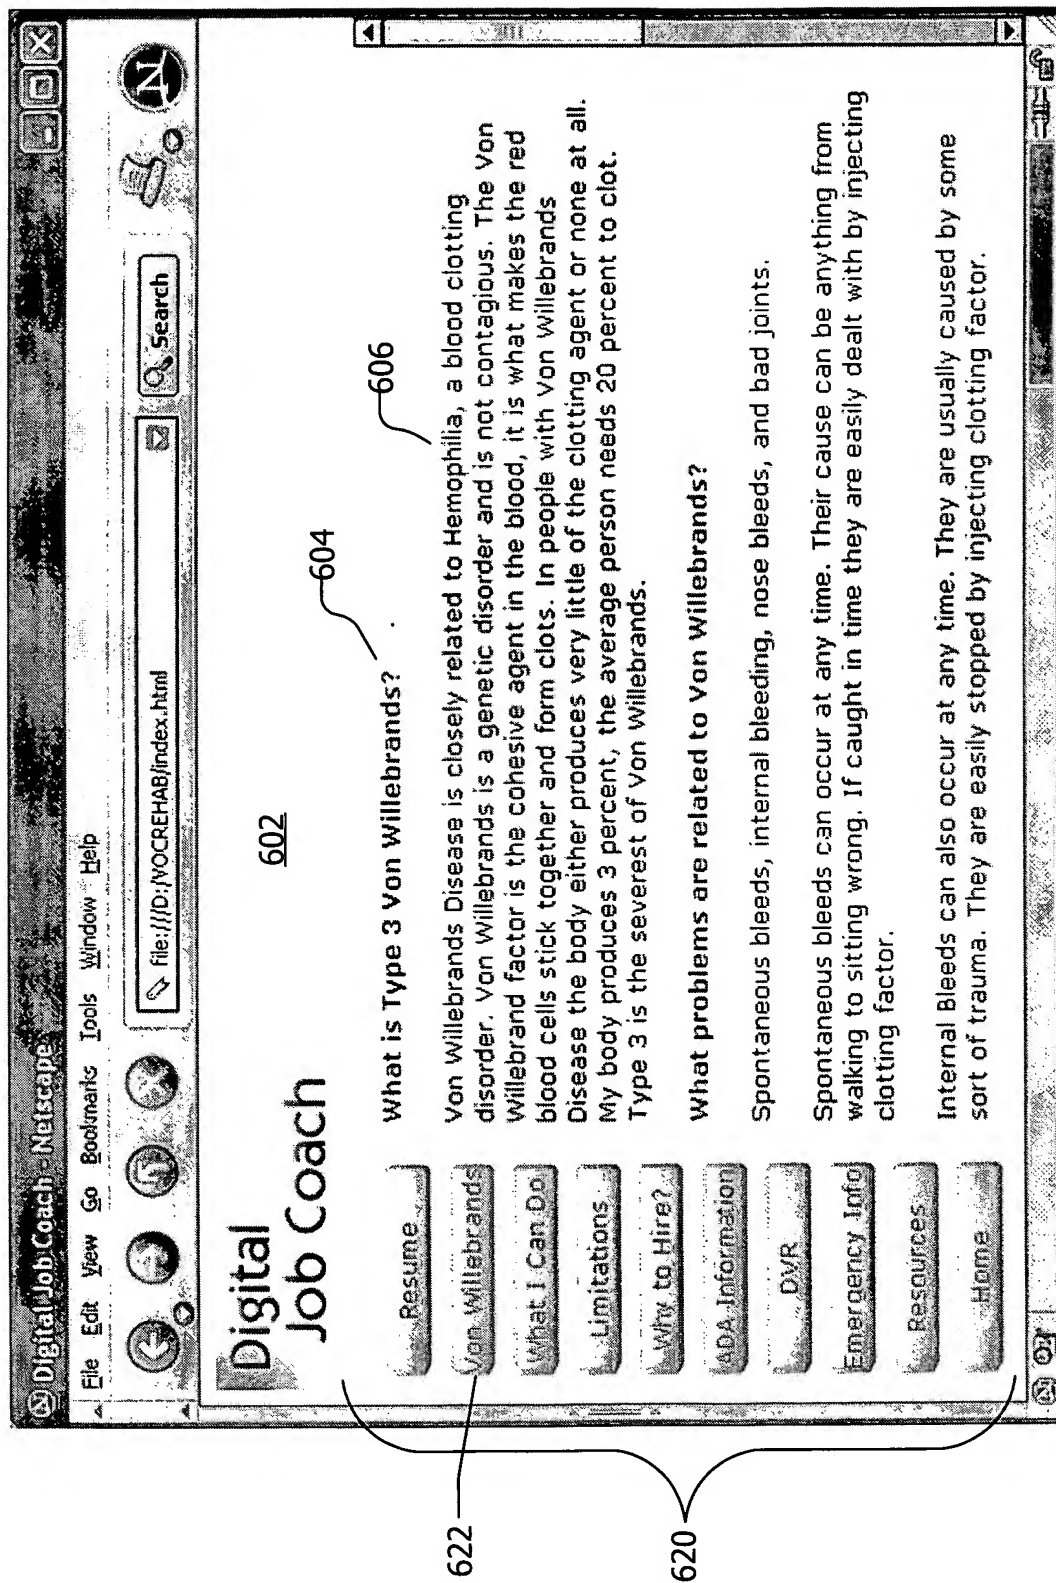 Digital Job Coach - Netscape
File Edit View Go Bookmarks Tools Window Help
file:///D:/VOCREHAB/index.html
Search
N
Digital
Job Coach
602
604
606
622
620
Resume
Von Willebrands
What I Can Do
Limitations
Why to Hire?
ADA Information
DVR
Emergency Info
Resources
Home
What is Type 3 Von Willebrands?
Von Willebrands Disease is closely related to Hemophilia, a blood clotting
disorder. Von Willebrands is a genetic disorder and is not contagious. The Von
Willebrand factor is the cohesive agent in the blood, it is what makes the red
blood cells stick together and form clots. In people with Von Willebrands
Disease the body either produces very little of the clotting agent or none at all.
My body produces 3 percent, the average person needs 20 percent to clot.
Type 3 is the severest of Von Willebrands.
What problems are related to Von Willebrands?
Spontaneous bleeds, internal bleeding, nose bleeds, and bad joints.
Spontaneous bleeds can occur at any time. Their cause can be anything from
walking to siting wrong. If caught in time they are easily dealt with by injecting
clotting factor.
Internal Bleeds can also occur at any time. They are usually caused by some
sort of trauma. They are easily stopped by injecting clotting factor.